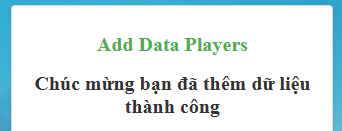 Add Data Players
Chúc mừng bạn đã thêm dữ liệu
thành công